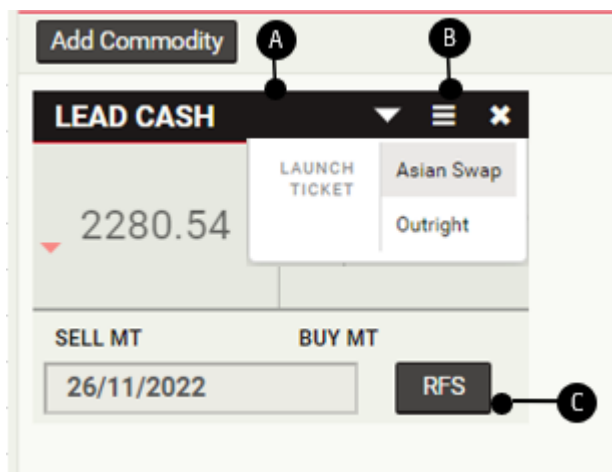 Add Commodity
A
B
LEAD CASH
LAUNCH
TICKET
Asian Swap
Outright
2280.54
SELL MT
BUY MT
26/11/2022
RFS
C